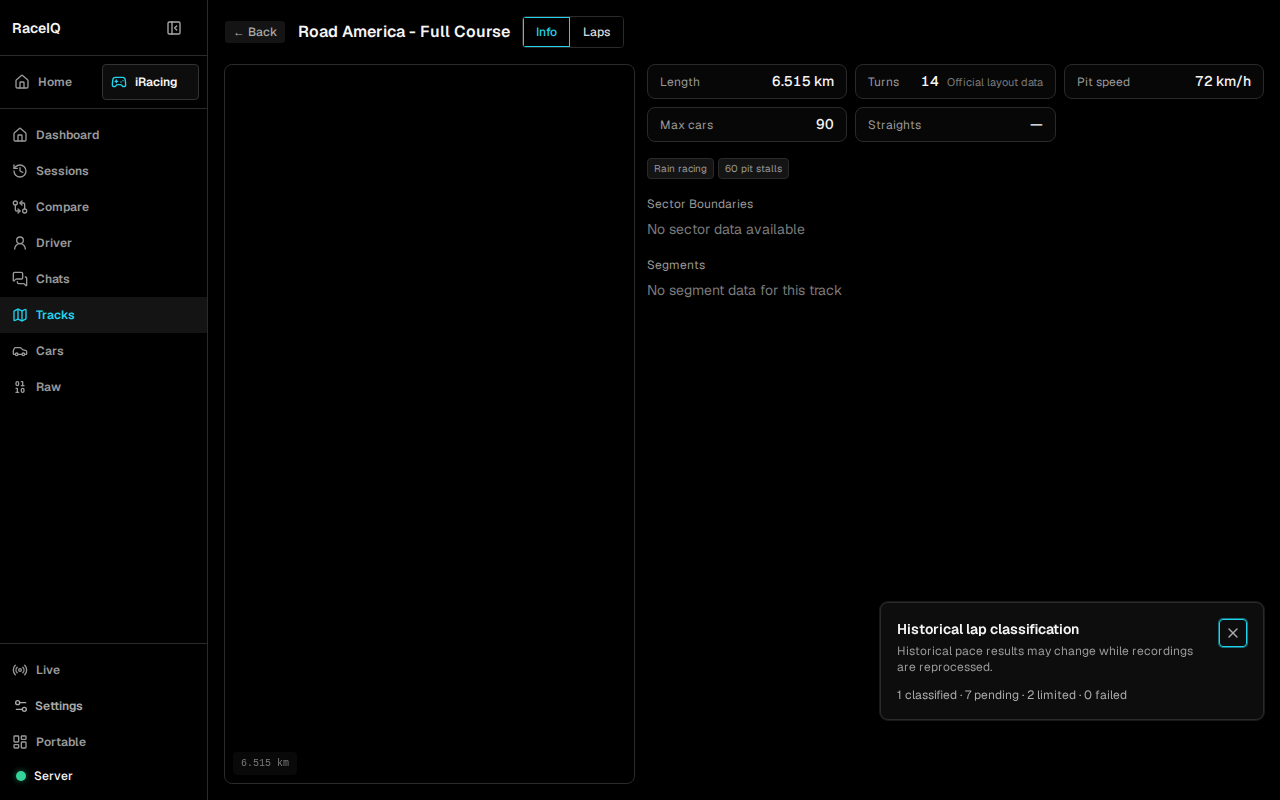 RaceIQ
Home
iRacing
Dashboard
Sessions
Compare
Driver
Chats
Tracks
Cars
Raw
Live
Settings
Portable
Server
← Back
Road America - Full Course
Info
Laps
6.515 km
Length 6.515 km
Turns 14 Official layout data
Pit speed 72 km/h
Max cars 90
Straights —
Rain racing
60 pit stalls
Sector Boundaries
No sector data available
Segments
No segment data for this track
Historical lap classification
Historical pace results may change while recordings
are reprocessed.
1 classified · 7 pending · 2 limited · 0 failed